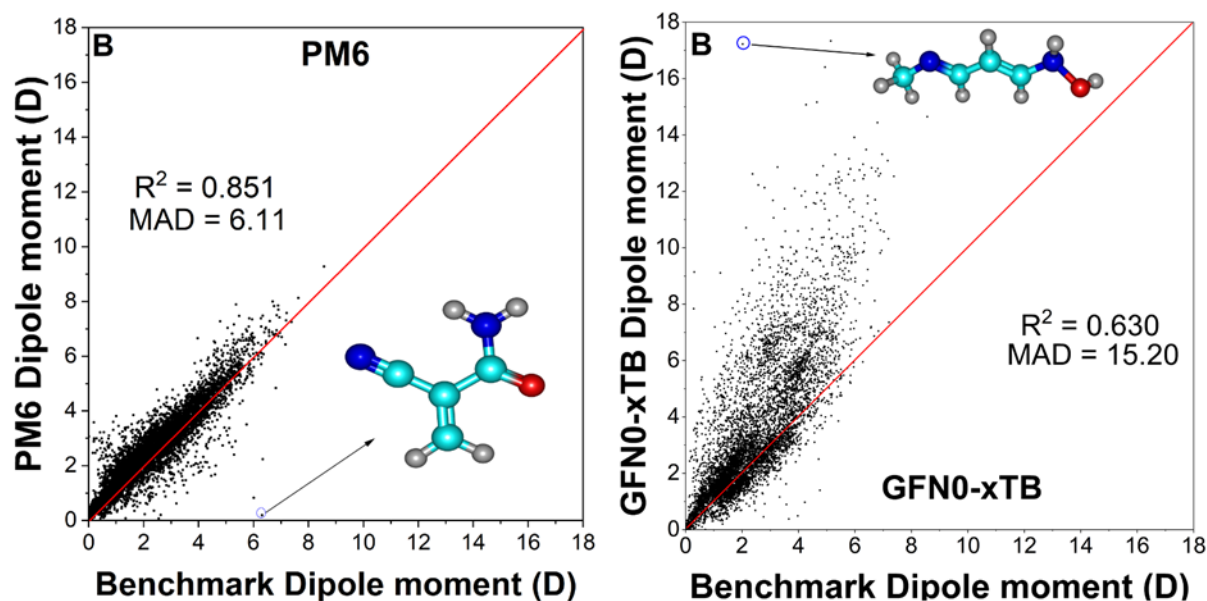 B
PM6
PM6 Dipole moment (D)
18
16
14
12
10
8
6
4
2
0
R² = 0.851
MAD = 6.11
0 2 4 6 8 10 12 14 16 18
Benchmark Dipole moment (D)
B
GFN0-xTB Dipole moment (D)
18
16
14
12
10
8
6
4
2
0
R² = 0.630
MAD = 15.20
GFN0-xTB
0 2 4 6 8 10 12 14 16 18
Benchmark Dipole moment (D)